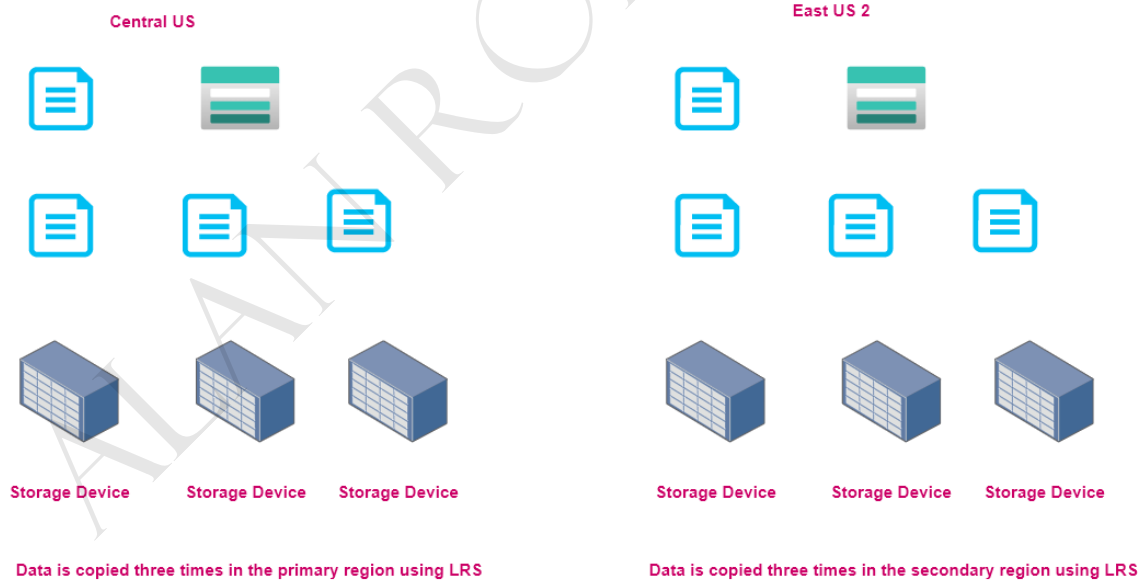 Central US
East US 2
Storage Device
Storage Device
Storage Device
Storage Device
Storage Device
Storage Device
Data is copied three times in the primary region using LRS
Data is copied three times in the secondary region using LRS
ALAN RO